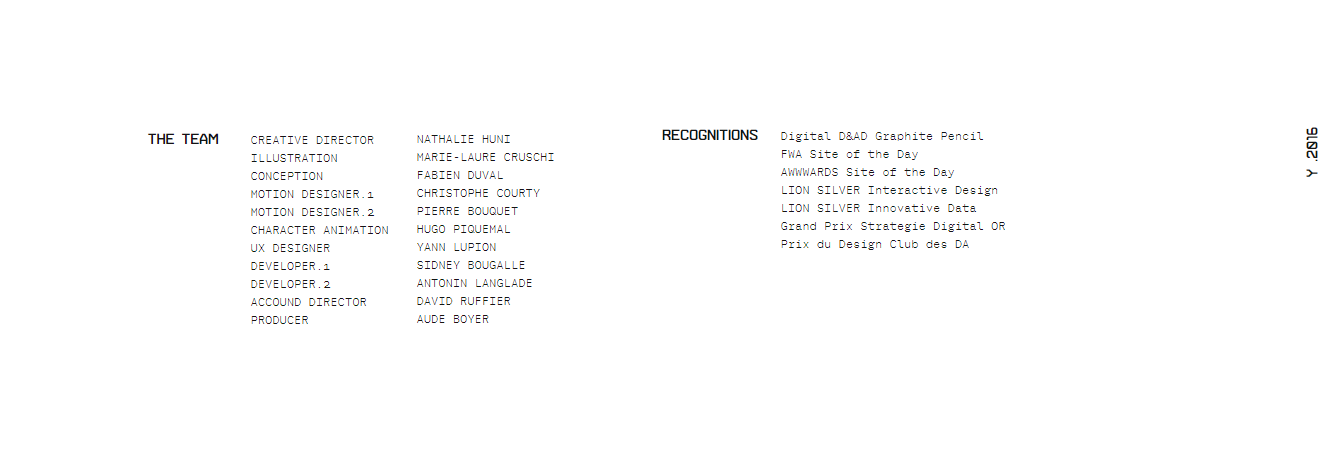 THE TEAM
CREATIVE DIRECTOR NATHALIE HUNI
ILLUSTRATION MARIE-LAURE CRUSCHI
CONCEPTION FABIEN DUVAL
MOTION DESIGNER.1 CHRISTOPHE COURTY
MOTION DESIGNER.2 PIERRE BOUQUET
CHARACTER ANIMATION HUGO PIQUEMAL
UX DESIGNER YANN LUPION
DEVELOPER.1 SIDNEY BOUGALLE
DEVELOPER.2 ANTONIN LANGLADE
ACCOUND DIRECTOR DAVID RUFFIER
PRODUCER AUDE BOYER
RECOGNITIONS
Digital D&AD Graphite Pencil
FWA Site of the Day
AWWWARDS Site of the Day
LION SILVER Interactive Design
LION SILVER Innovative Data
Grand Prix Strategie Digital OR
Prix du Design Club des DA
Y .2016